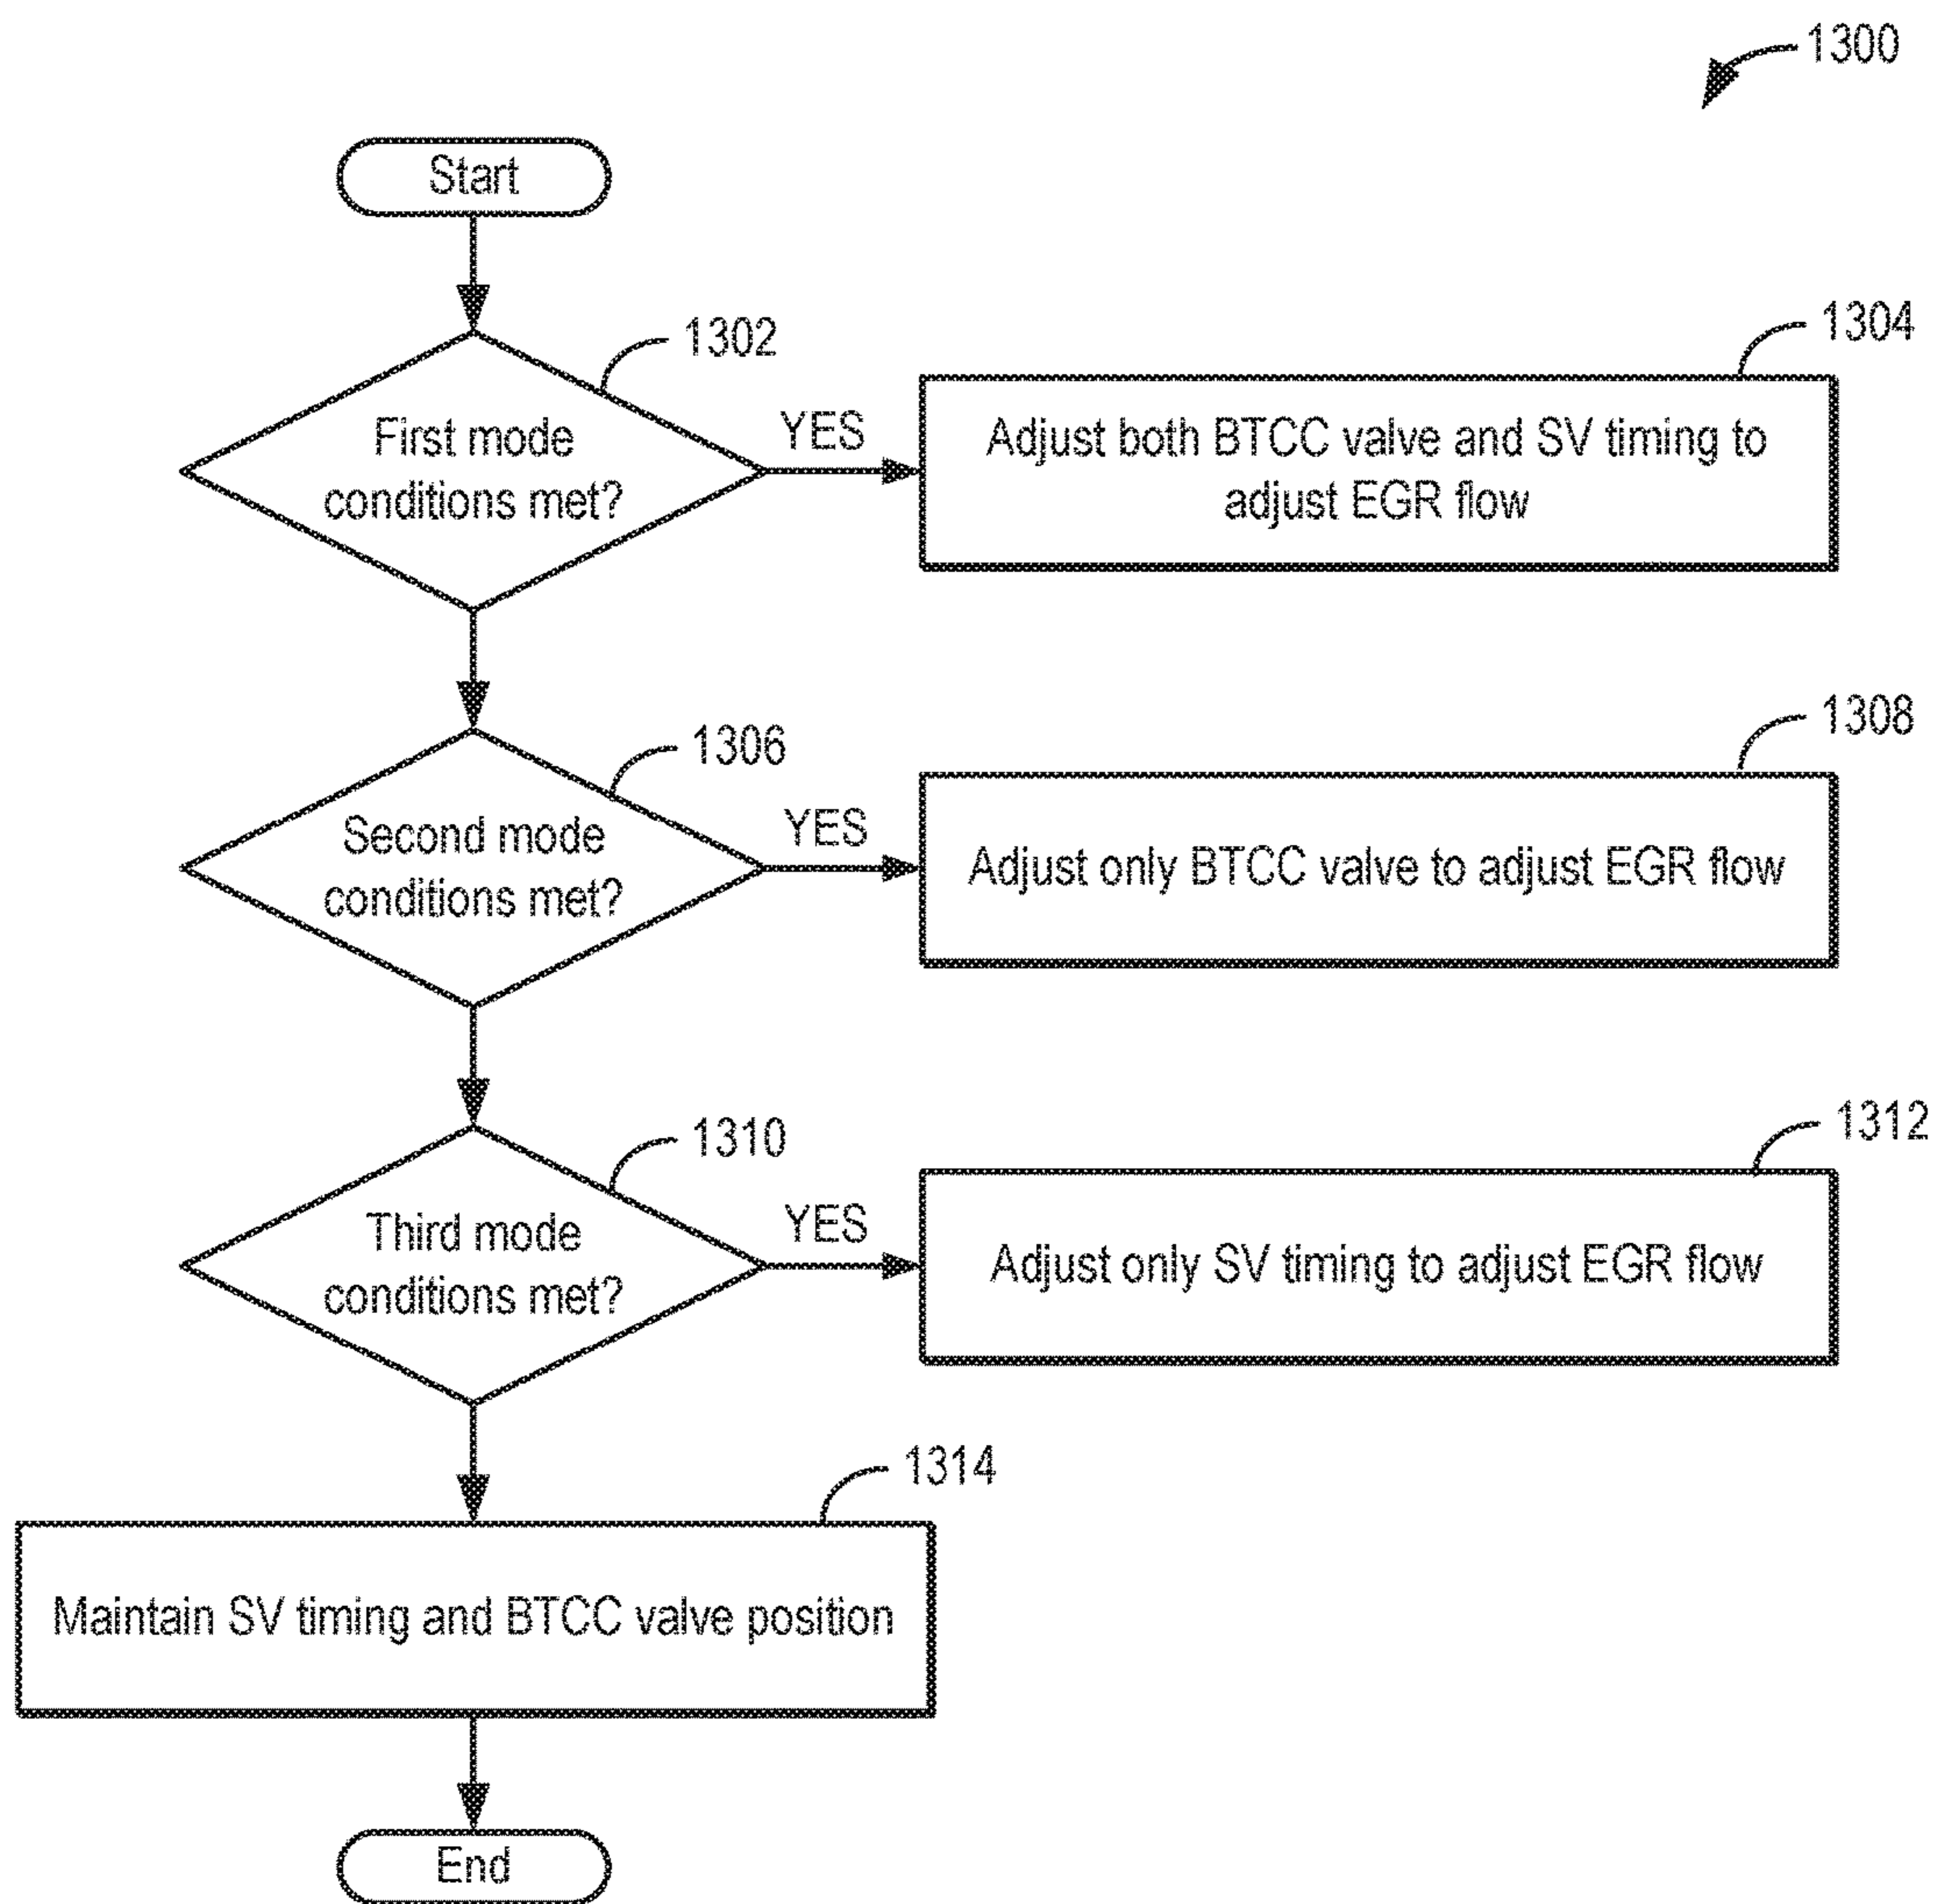 1300
Start
1302
First mode
conditions met?
YES
1304
Adjust both BTCC valve and SV timing to
adjust EGR flow
1306
Second mode
conditions met?
YES
1308
Adjust only BTCC valve to adjust EGR flow
1310
Third mode
conditions met?
YES
1312
Adjust only SV timing to adjust EGR flow
1314
Maintain SV timing and BTCC valve position
End